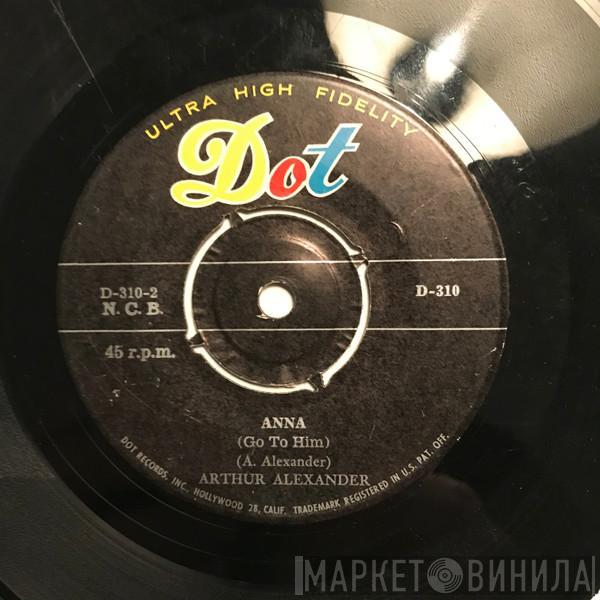 ULTRA HIGH FIDELITY
Dot
D-310-2
N. C. B.
D-310
45 r.p.m.
ANNA
(Go To Him)
(A. Alexander)
ARTHUR ALEXANDER
DOT RECORDS, INC. HOLLYWOOD 28, CALIF. TRADEMARK REGISTERED IN U.S. PAT. OFF.
МАРКЕТ ВИНИЛА